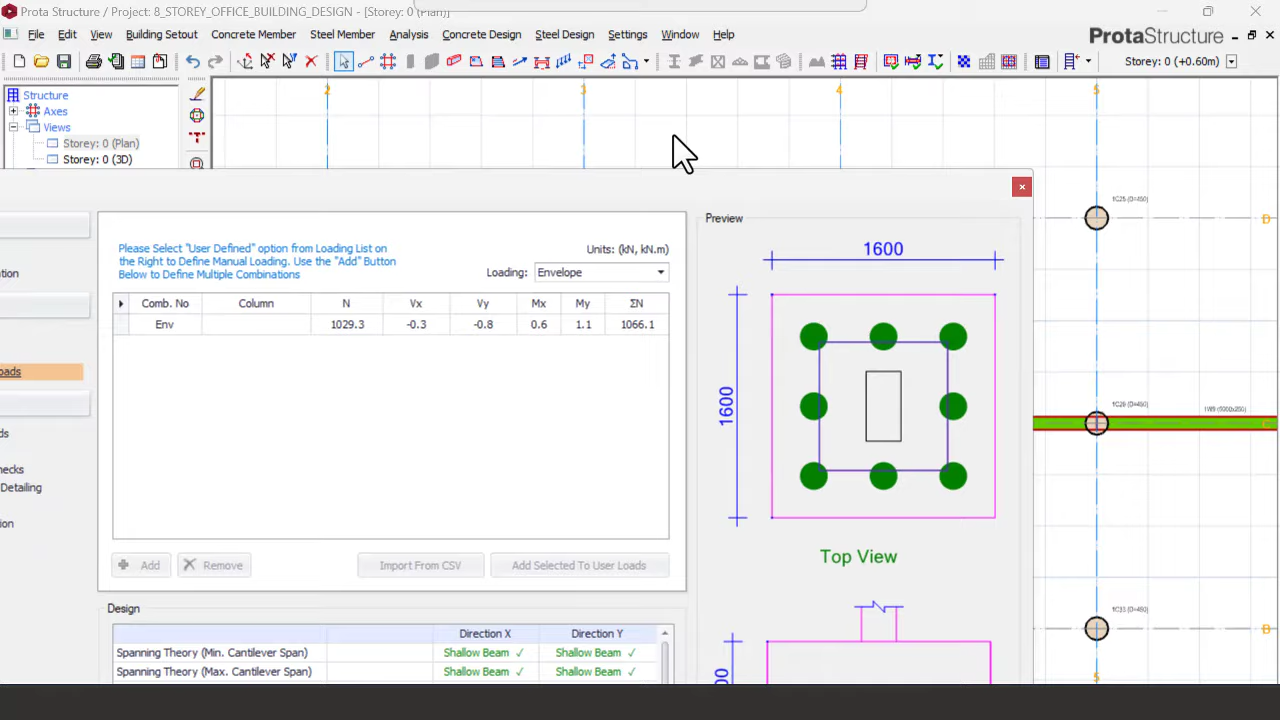 Prota Structure / Project: 8_STOREY_OFFICE_BUILDING_DESIGN - [Storey: 0 (Plan)]
File Edit View Building Setout Concrete Member Steel Member Analysis Concrete Design Steel Design Settings Window Help
ProtaStructure
Storey: 0 (+0.60m)
Structure
Axes
Views
Storey: 0 (Plan)
Storey: 0 (3D)
2 3 4 5
Please Select "User Defined" option from Loading List on
the Right to Define Manual Loading. Use the "Add" Button
Below to Define Multiple Combinations
Units: (kN, kN.m)
Loading: Envelope
Comb. No Column N Vx Vy Mx My ΣN
Env 1029.3 -0.3 -0.8 0.6 1.1 1066.1
Add Remove Import From CSV Add Selected To User Loads
Design
Direction X Direction Y
Spanning Theory (Min. Cantilever Span) Shallow Beam ✓ Shallow Beam ✓
Spanning Theory (Max. Cantilever Span) Shallow Beam ✓ Shallow Beam ✓
Preview
1600
1600
Top View
00
ation
oads
ds
ecks
Detailing
ion
D
C
B
5